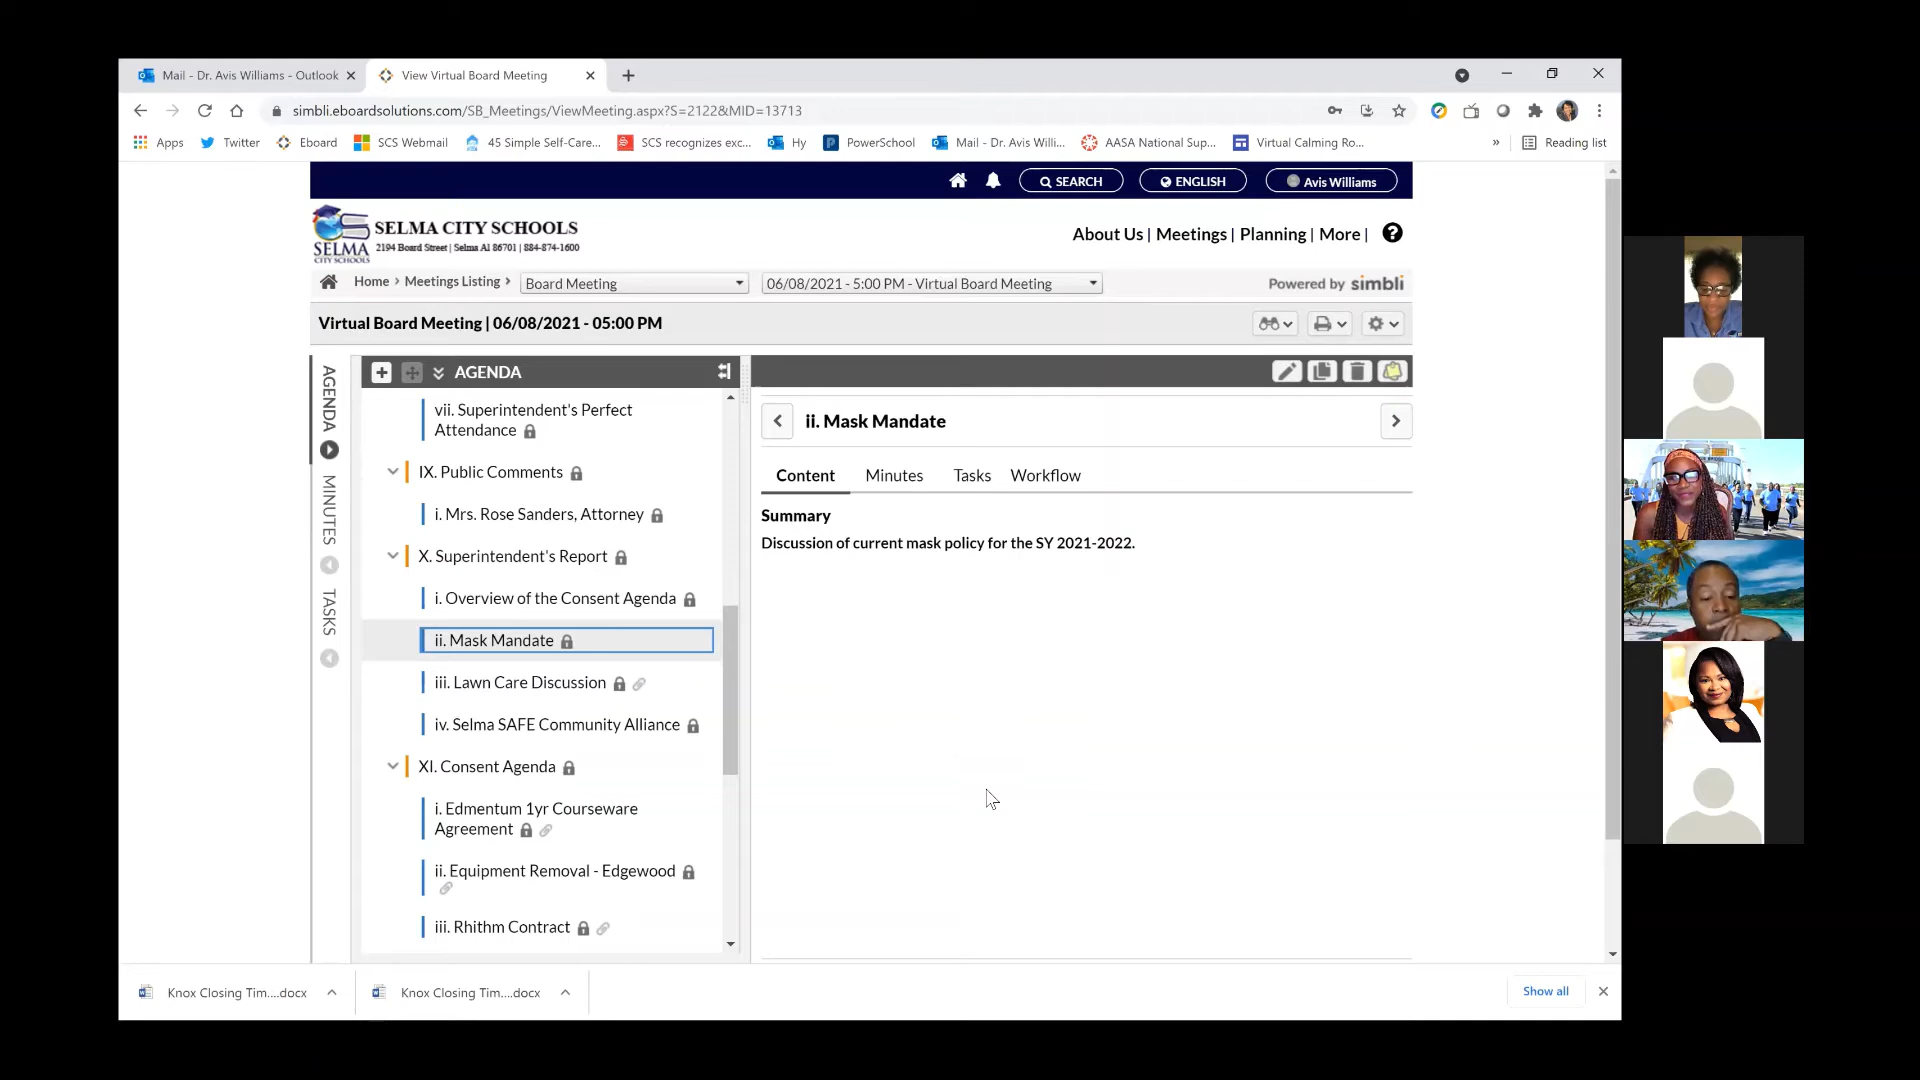 Mail - Dr. Avis Williams - Outlook
View Virtual Board Meeting
simbli.eboardsolutions.com/SB_Meetings/ViewMeeting.aspx?S=2122&MID=13713
Apps
Twitter
Eboard
SCS Webmail
45 Simple Self-Care...
SCS recognizes exc...
Hy
PowerSchool
Mail - Dr. Avis Willi...
AASA National Sup...
Virtual Calming Ro...
»
Reading list
SEARCH
ENGLISH
Avis Williams
SELMA
CITY SCHOOLS
SELMA CITY SCHOOLS
2194 Board Street | Selma Al 86701 | 884-874-1600
About Us | Meetings | Planning | More |
Home › Meetings Listing ›
Board Meeting
06/08/2021 - 5:00 PM - Virtual Board Meeting
Powered by simbli
Virtual Board Meeting | 06/08/2021 - 05:00 PM
AGENDA
MINUTES
TASKS
AGENDA
vii. Superintendent's Perfect
Attendance
IX. Public Comments
i. Mrs. Rose Sanders, Attorney
X. Superintendent's Report
i. Overview of the Consent Agenda
ii. Mask Mandate
iii. Lawn Care Discussion
iv. Selma SAFE Community Alliance
XI. Consent Agenda
i. Edmentum 1yr Courseware
Agreement
ii. Equipment Removal - Edgewood
iii. Rhithm Contract
ii. Mask Mandate
Content
Minutes
Tasks
Workflow
Summary
Discussion of current mask policy for the SY 2021-2022.
Knox Closing Tim....docx
Knox Closing Tim....docx
Show all